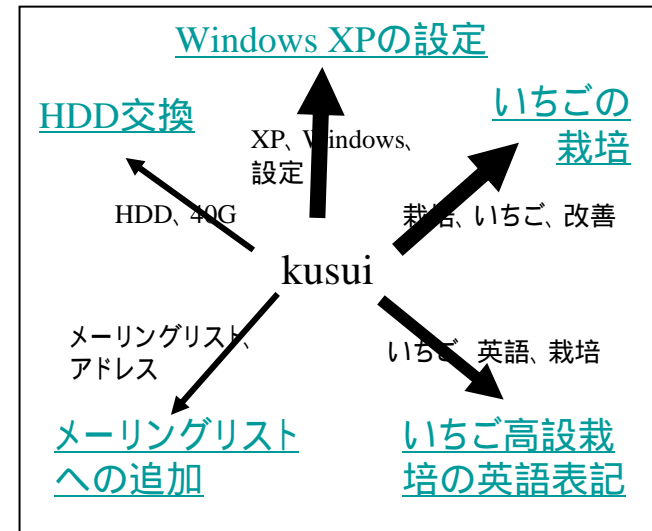 Windows XPの設定
HDD交換
いちごの
栽培
XP、Windows、
設定
HDD、40G
栽培、いちご、改善
kusui
メーリングリスト、
アドレス
いちご、英語、栽培
メーリングリスト
への追加
いちご高設栽
培の英語表記